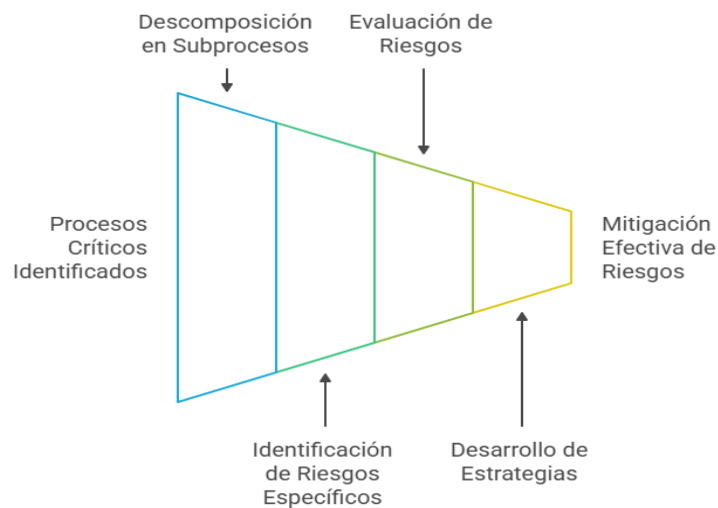 Descomposición
en Subprocesos
Evaluación de
Riesgos
Procesos
Críticos
Identificados
Mitigación
Efectiva de
Riesgos
Identificación
de Riesgos
Específicos
Desarrollo de
Estrategias